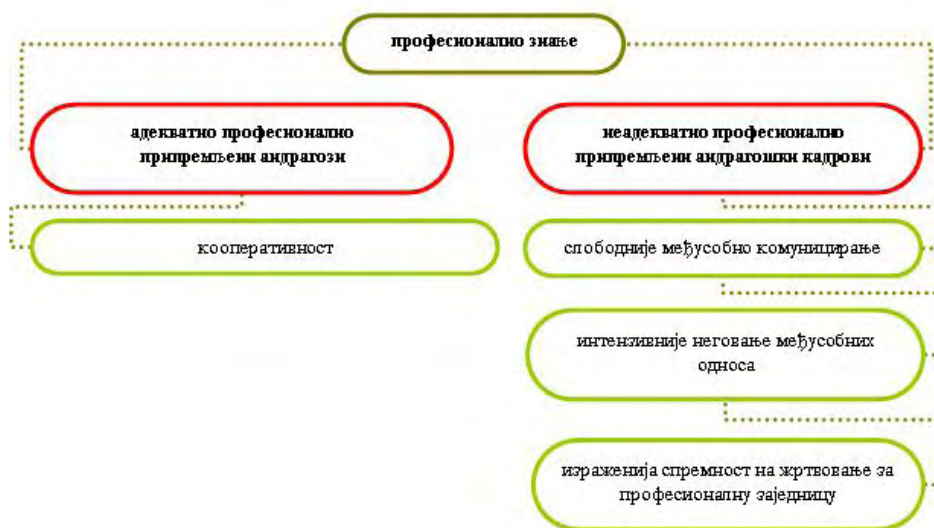 професионално знање
адекватно професионално
припремљени андрагози
неадекватно професионално
припремљени андрагошки кадрови
кооперативност
слободније међусобно комуницирање
интензивније неговање међусобних
односа
израженија спремност на жртвовање за
професионалну заједницу